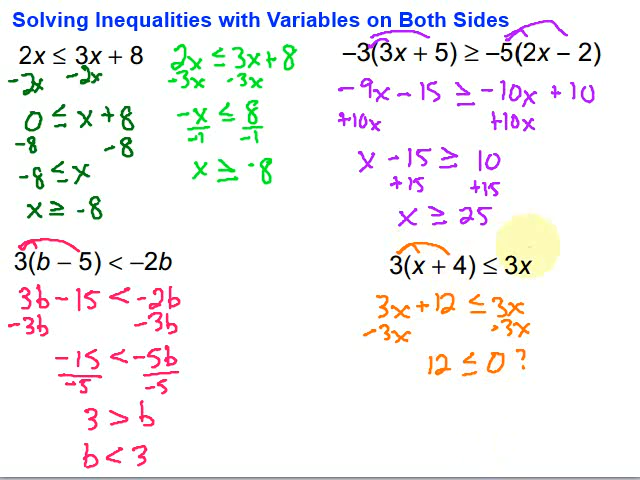 Solving Inequalities with Variables on Both Sides
2x ≤ 3x + 8
-2x -2x
0 ≤ x + 8
-8 -8
-8 ≤ x
x ≥ -8
2x ≤ 3x + 8
-3x -3x
-x ≤ 8
-1 -1
x ≥ -8
−3(3x + 5) ≥ −5(2x − 2)
-9x - 15 ≥ -10x + 10
+10x +10x
x - 15 ≥ 10
+15 +15
x ≥ 25
3(b − 5) < −2b
3b - 15 < -2b
-3b -3b
-15 < -5b
-5 -5
3 > b
b < 3
3(x + 4) ≤ 3x
3x + 12 ≤ 3x
-3x -3x
12 ≤ 0 ?